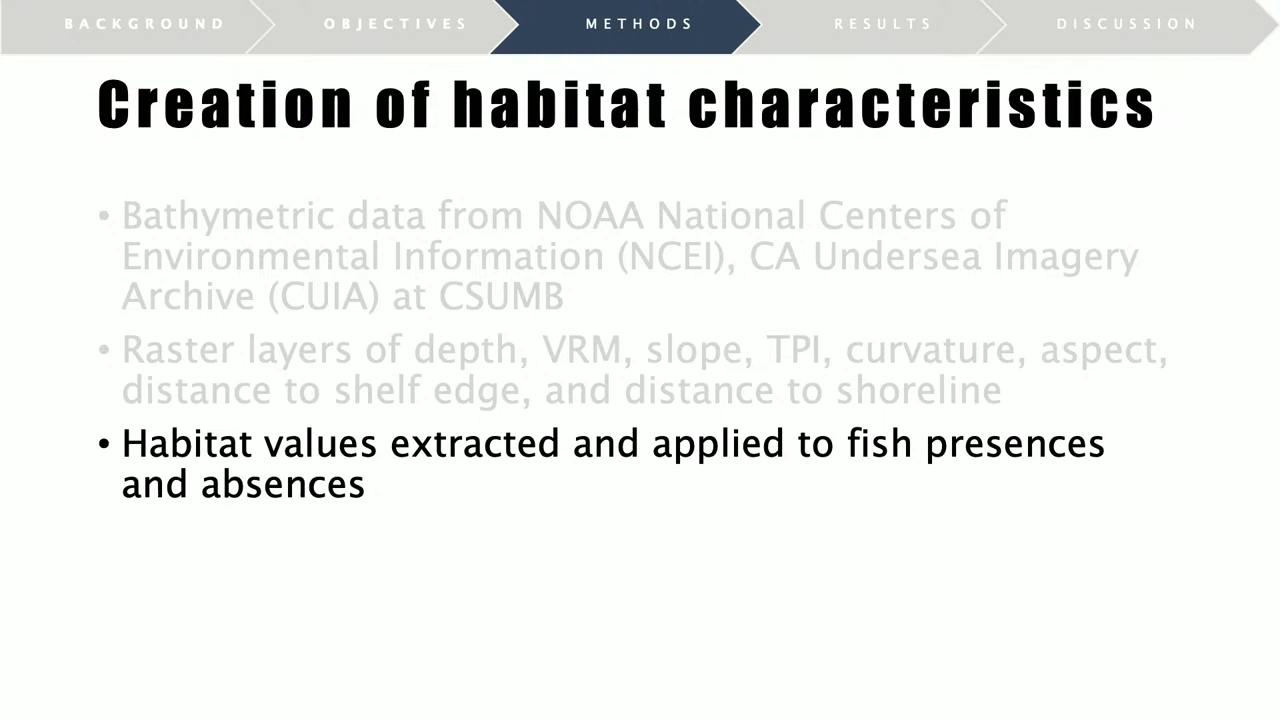 BACKGROUND OBJECTIVES METHODS RESULTS DISCUSSION
Creation of habitat characteristics
• Bathymetric data from NOAA National Centers of
Environmental Information (NCEI), CA Undersea Imagery
Archive (CUIA) at CSUMB
• Raster layers of depth, VRM, slope, TPI, curvature, aspect,
distance to shelf edge, and distance to shoreline
• Habitat values extracted and applied to fish presences
and absences